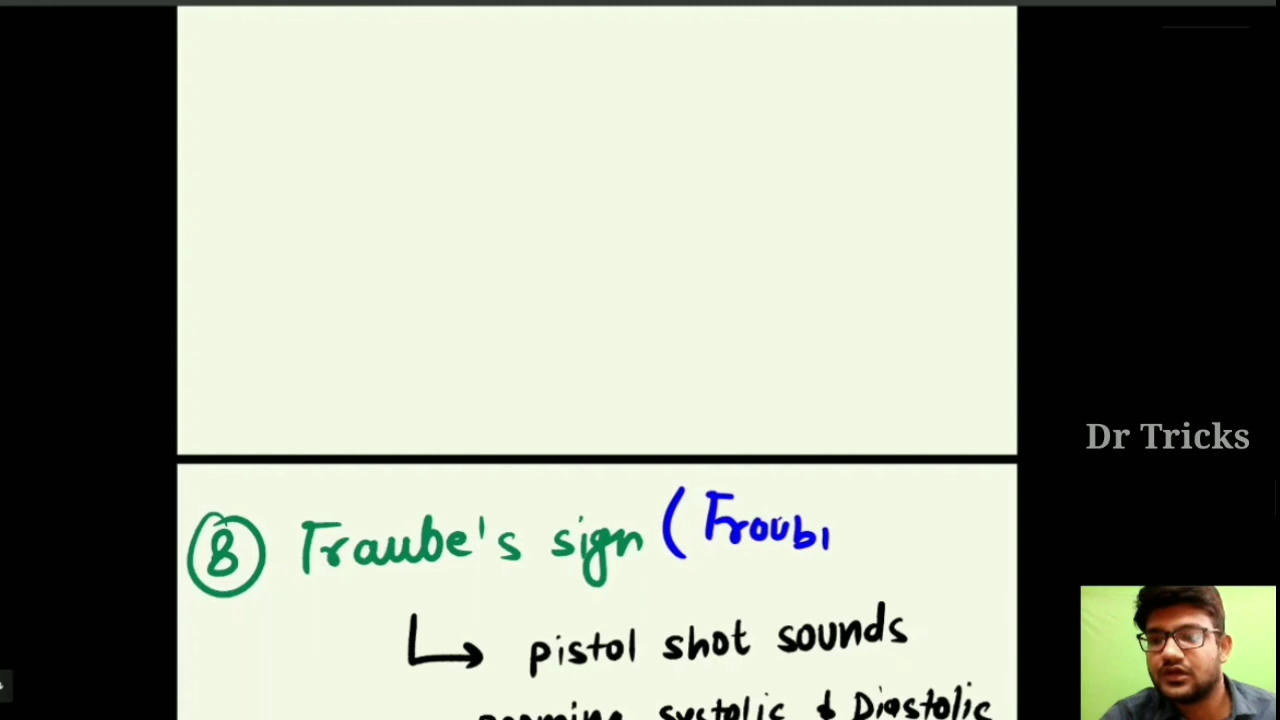 Dr Tricks
8 Traube's sign (Troubl
pistol shot sounds
systolic & Diastolic